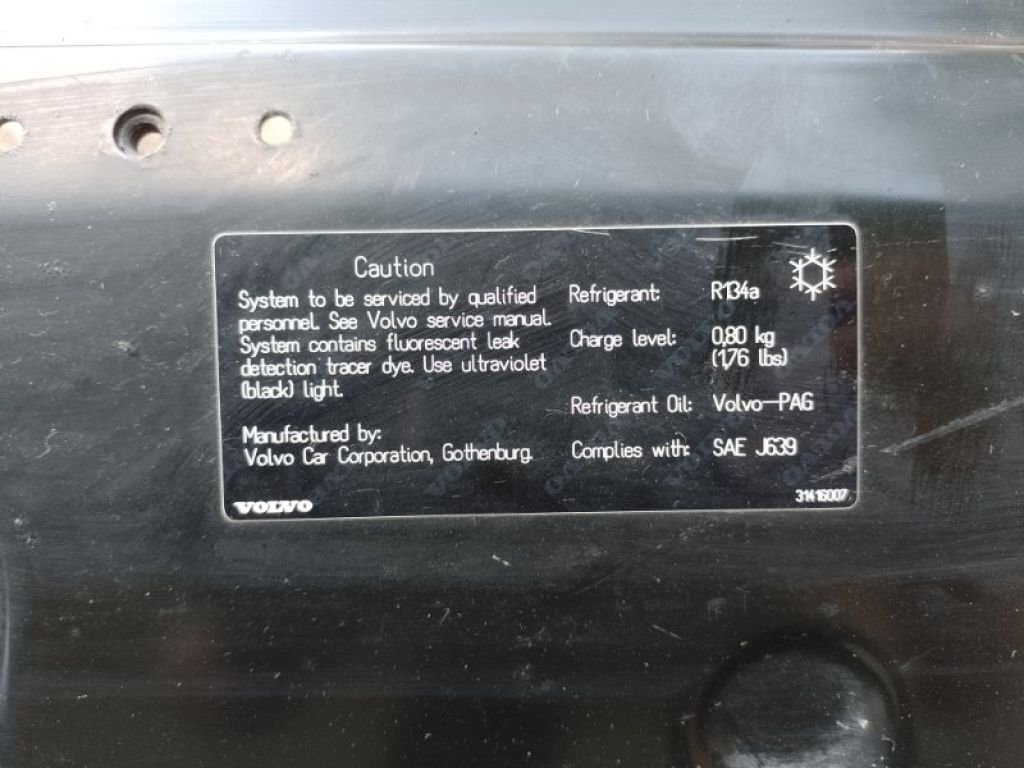 Caution
System to be serviced by qualified
personnel. See Volvo service manual.
System contains fluorescent leak
detection tracer dye. Use ultraviolet
(black) light.
Manufactured by:
Volvo Car Corporation, Gothenburg.
VOLVO
Refrigerant: R134a
Charge level: 0,80 kg
(1,76 lbs)
Refrigerant Oil: Volvo-PAG
Complies with: SAE J639
31416007